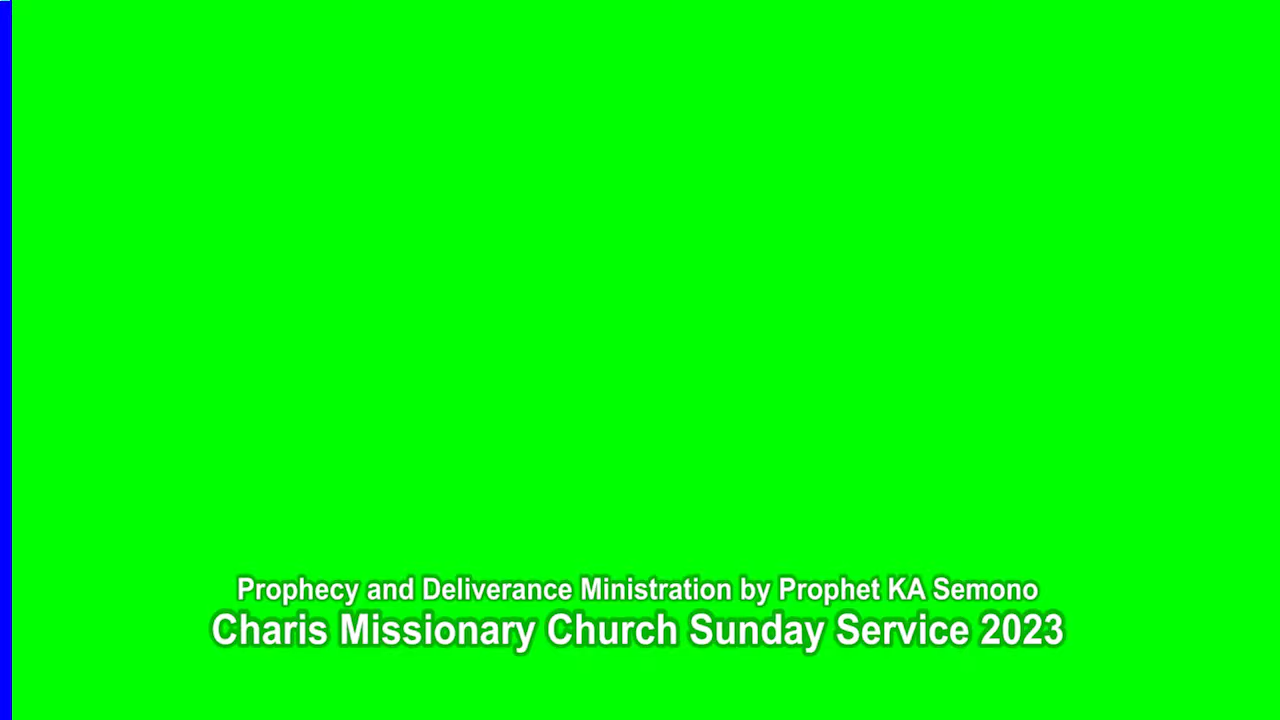 Prophecy and Deliverance Ministration by Prophet KA Semono
Charis Missionary Church Sunday Service 2023